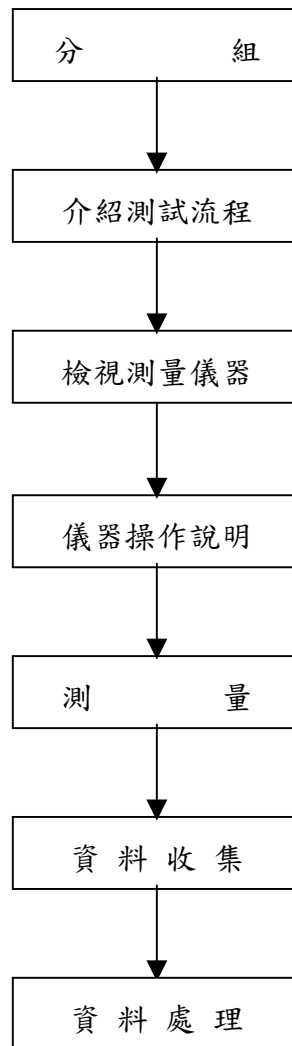 分 組
介紹測試流程
檢視測量儀器
儀器操作說明
測 量
資 料 收 集
資 料 處 理